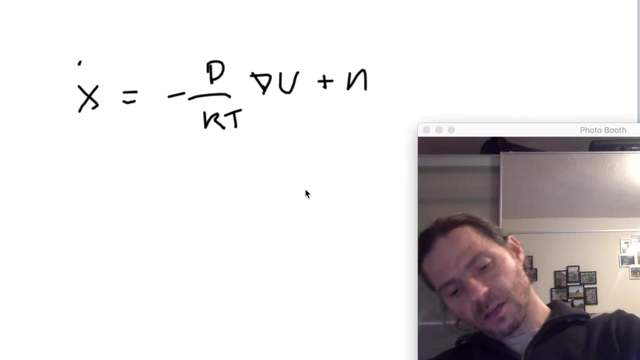 ẋ = - D/kT ∇U + n
Photo Booth